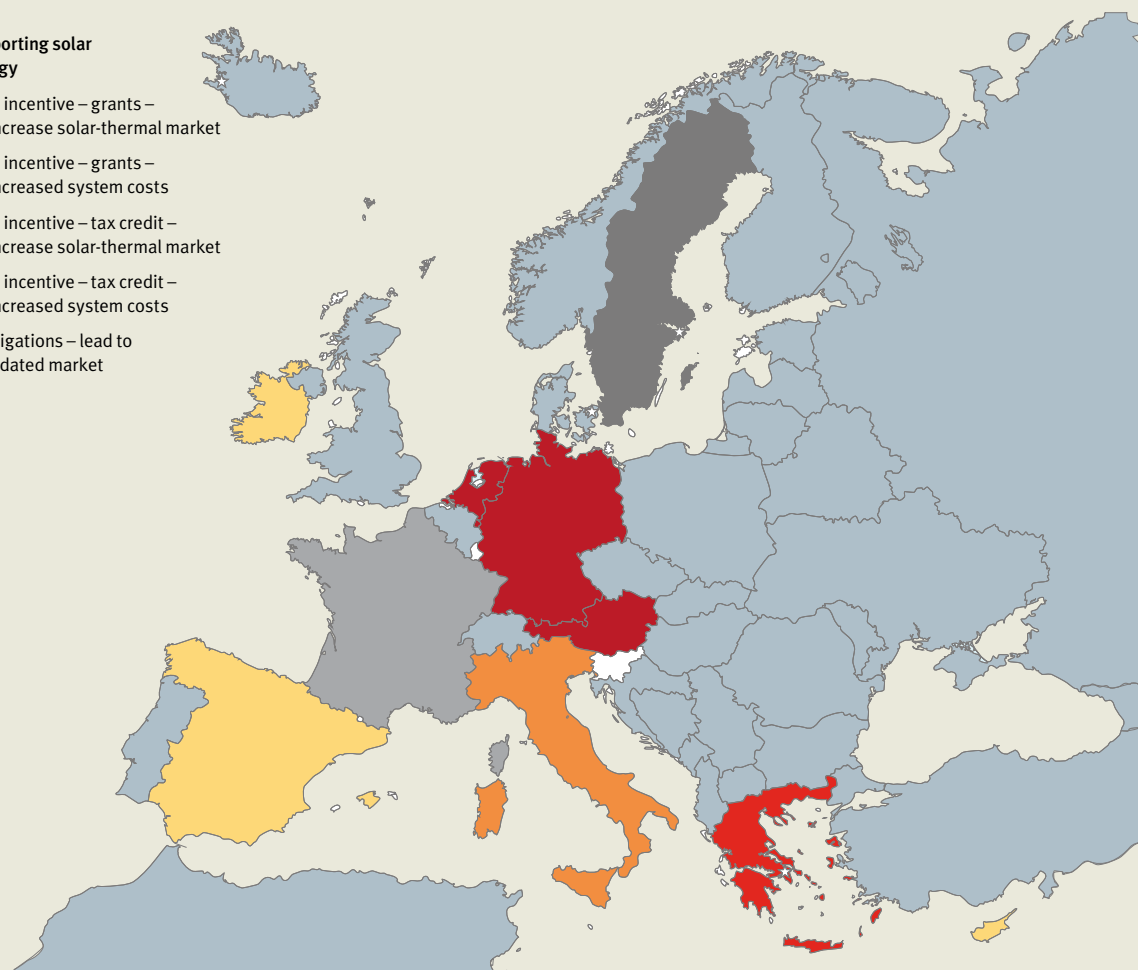 orting solar
gy
incentive – grants –
crease solar-thermal market
incentive – grants –
creased system costs
incentive – tax credit –
crease solar-thermal market
incentive – tax credit –
creased system costs
igations – lead to
dated market